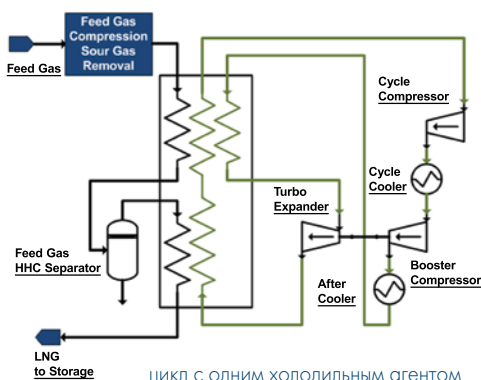 Feed Gas
Compression
Sour Gas
Removal
Feed Gas
Cycle
Compressor
Cycle
Cooler
Turbo
Expander
Feed Gas
HHC Separator
After
Cooler
Booster
Compressor
LNG
to Storage
цикл с одним холодильным агентом